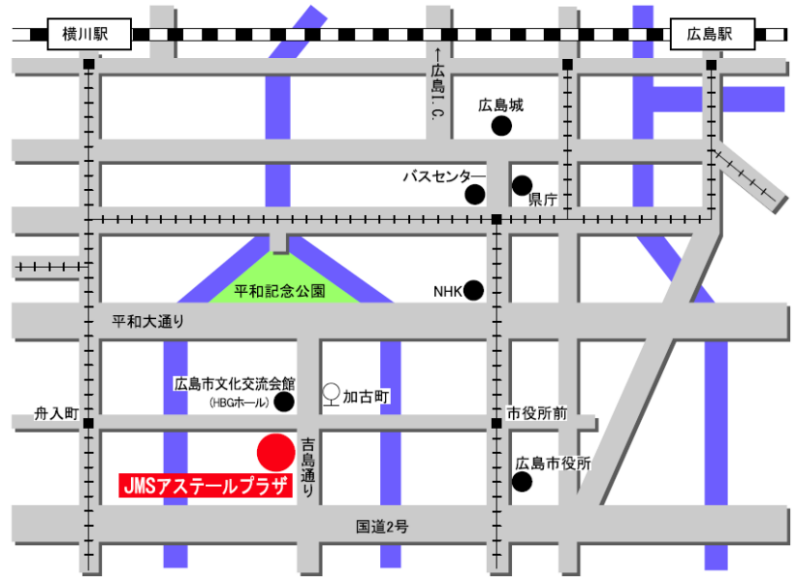 横川駅
広島駅
←広島I.C.
広島城
バスセンター
県庁
平和記念公園
NHK
平和大通り
広島市文化交流会館
(HBGホール)
加古町
舟入町
市役所前
吉島通り
広島市役所
JMSアステールプラザ
国道2号